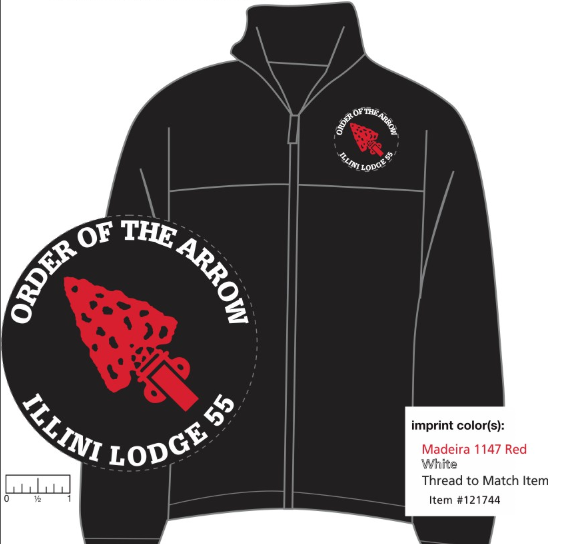 ORDER OF THE ARROW
ILLINI LODGE 55
ORDER OF THE ARROW
ILLINI LODGE 55
imprint color(s):
Madeira 1147 Red
White
Thread to Match Item
Item #121744
0 ½ 1